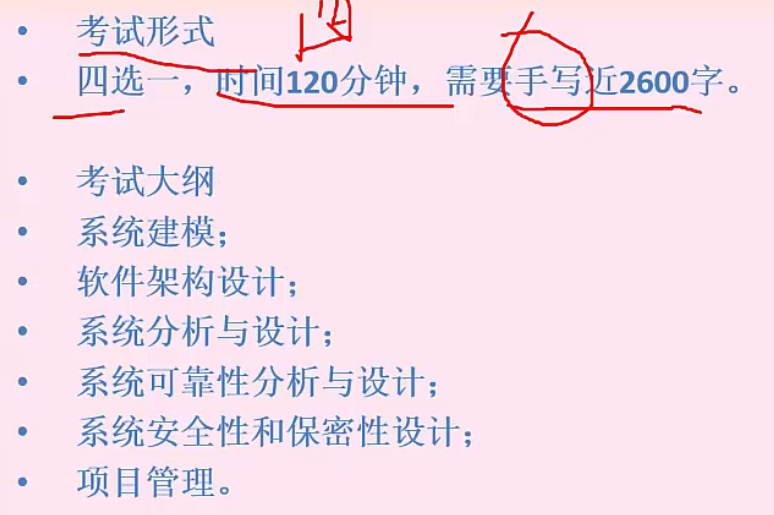 • 考试形式
• 四选一，时间120分钟，需要手写近2600字。
• 考试大纲
• 系统建模；
• 软件架构设计；
• 系统分析与设计；
• 系统可靠性分析与设计；
• 系统安全性和保密性设计；
• 项目管理。